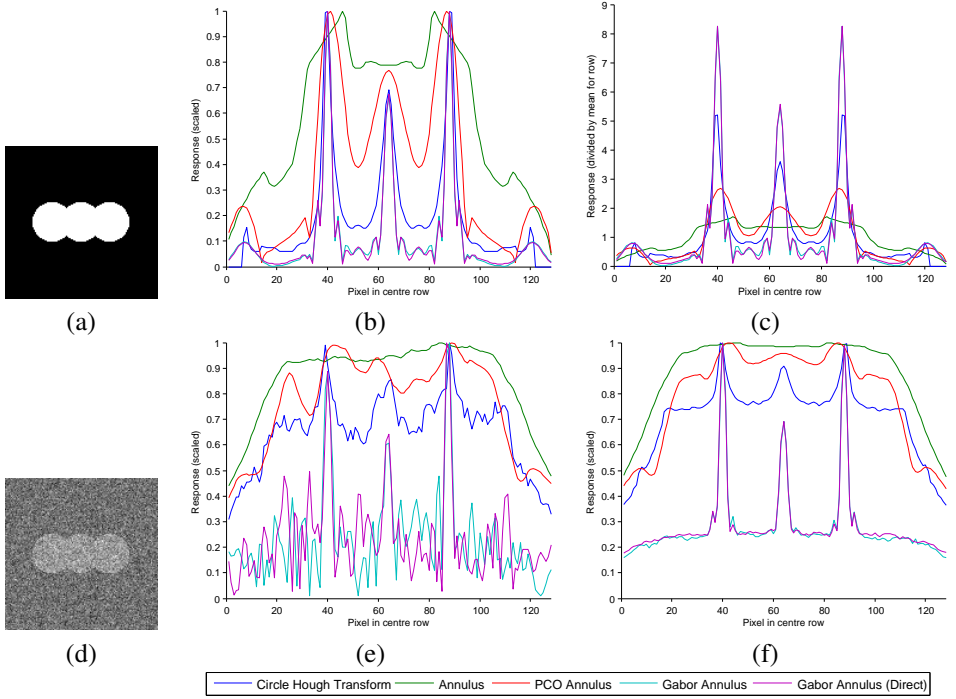 1
0.9
0.8
0.7
0.6
0.5
0.4
0.3
0.2
0.1
0
Response (scaled)
0 20 40 60 80 100 120
Pixel in centre row
9
8
7
6
5
4
3
2
1
0
Response (divided by mean for row)
0 20 40 60 80 100 120
Pixel in centre row
(a) (b) (c)
1
0.9
0.8
0.7
0.6
0.5
0.4
0.3
0.2
0.1
0
Response (scaled)
0 20 40 60 80 100 120
Pixel in centre row
1
0.9
0.8
0.7
0.6
0.5
0.4
0.3
0.2
0.1
0
Response (scaled)
0 20 40 60 80 100 120
Pixel in centre row
(d) (e) (f)
Circle Hough Transform Annulus PCO Annulus Gabor Annulus Gabor Annulus (Direct)